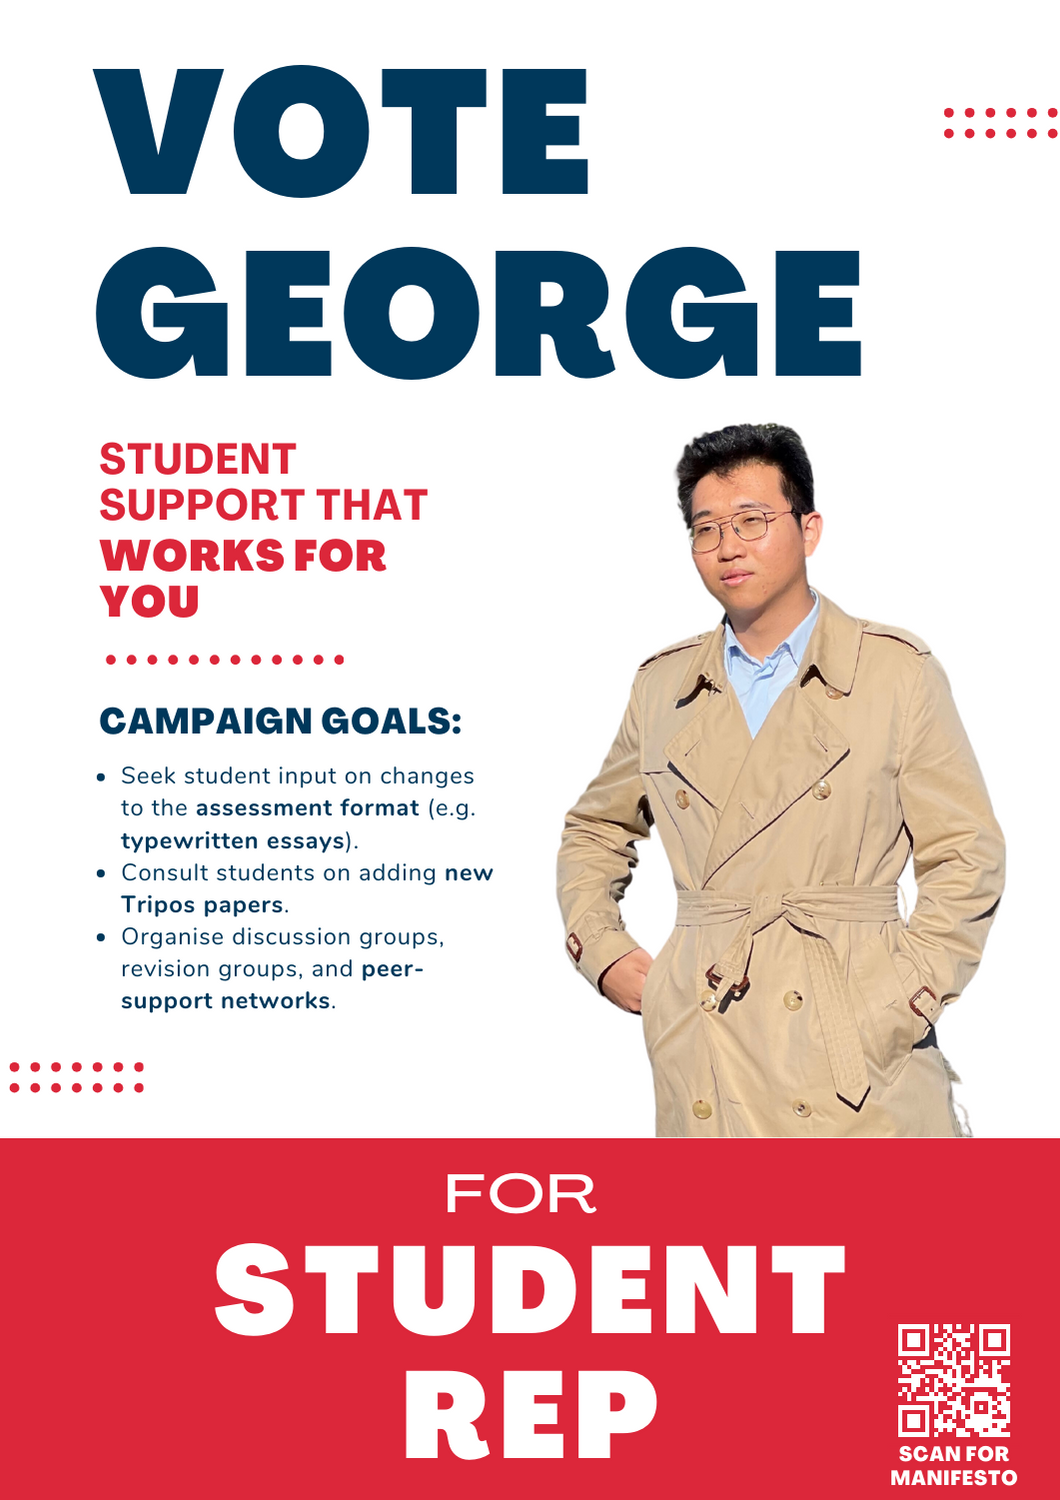 VOTE
GEORGE
STUDENT
SUPPORT THAT
WORKS FOR
YOU
CAMPAIGN GOALS:
• Seek student input on changes
to the assessment format (e.g.
typewritten essays).
• Consult students on adding new
Tripos papers.
• Organise discussion groups,
revision groups, and peer-
support networks.
FOR
STUDENT
REP
SCAN FOR
MANIFESTO